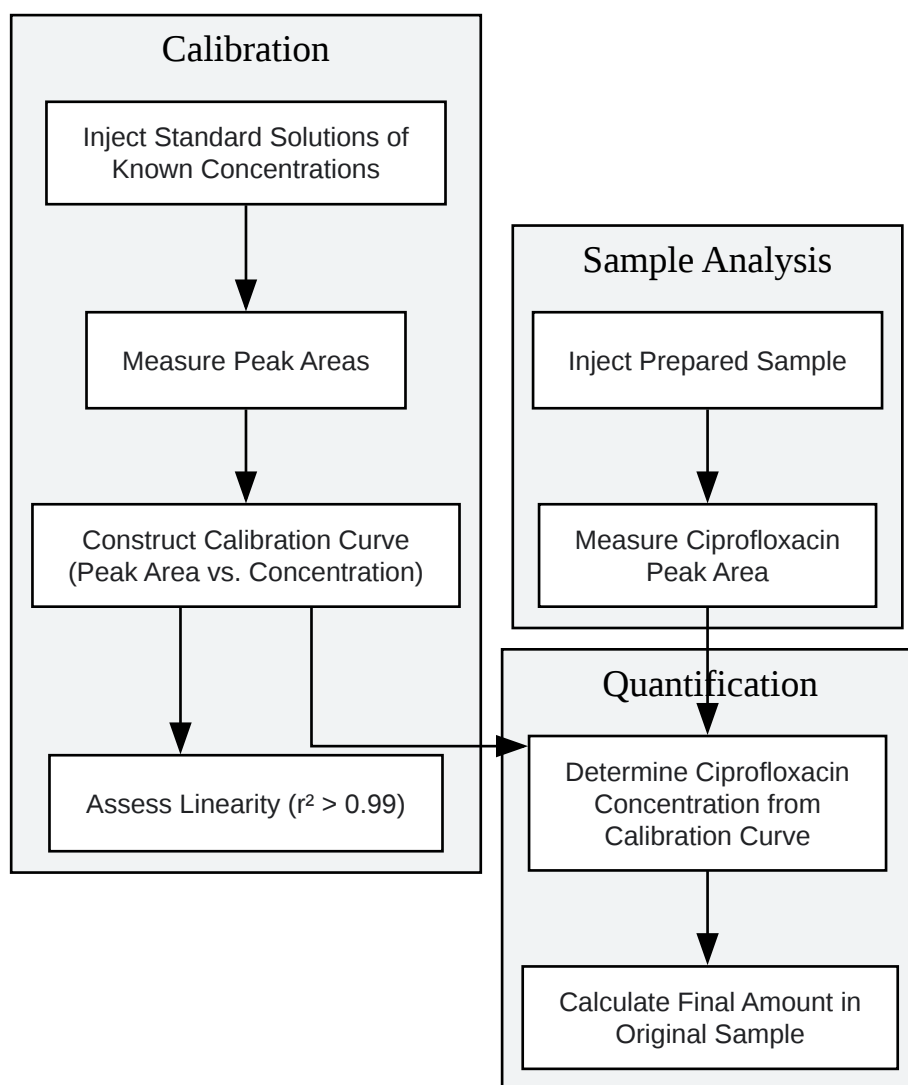 Calibration
Inject Standard Solutions of
Known Concentrations
Measure Peak Areas
Construct Calibration Curve
(Peak Area vs. Concentration)
Assess Linearity (r² > 0.99)
Sample Analysis
Inject Prepared Sample
Measure Ciprofloxacin
Peak Area
Quantification
Determine Ciprofloxacin
Concentration from
Calibration Curve
Calculate Final Amount in
Original Sample